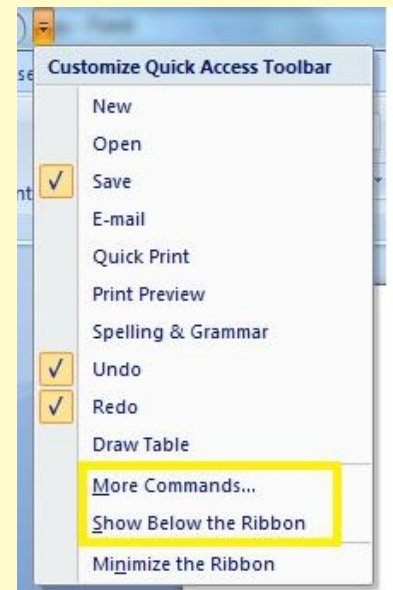 Customize Quick Access Toolbar
New
Open
Save
E-mail
Quick Print
Print Preview
Spelling & Grammar
Undo
Redo
Draw Table
More Commands...
Show Below the Ribbon
Minimize the Ribbon